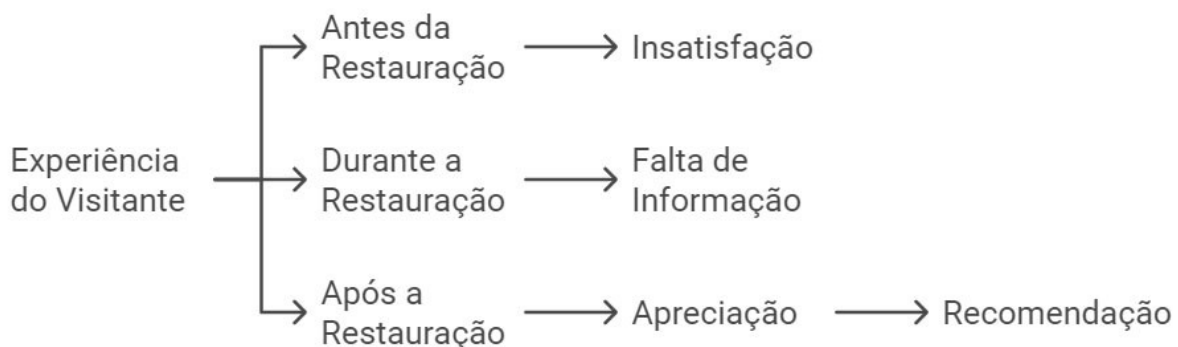 Antes da
Restauração
Insatisfação
Experiência
do Visitante
Durante a
Restauração
Falta de
Informação
Após a
Restauração
Apreciação
Recomendação